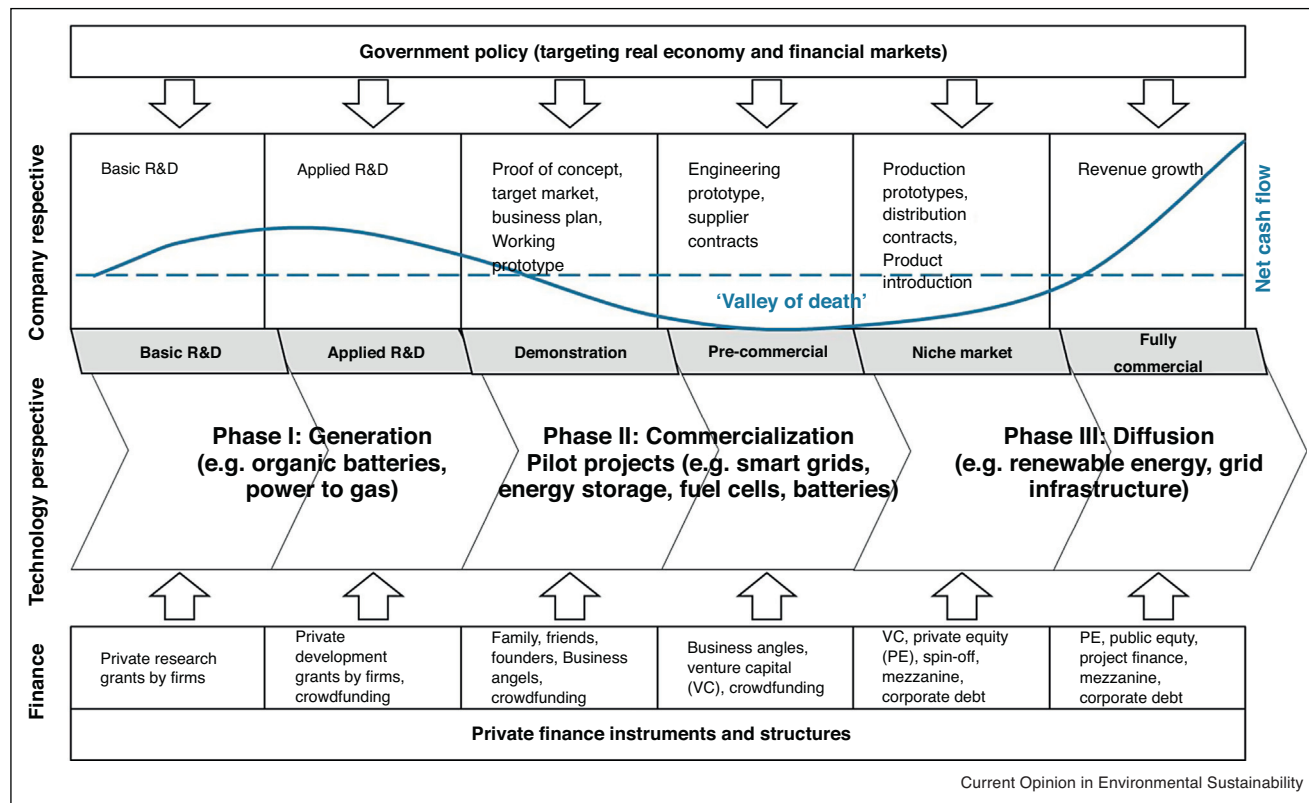 Government policy (targeting real economy and financial markets)
Company respective
Basic R&D
Applied R&D
Proof of concept,
target market,
business plan,
Working
prototype
Engineering
prototype,
supplier
contracts
Production
prototypes,
distribution
contracts,
Product
introduction
Revenue growth
Net cash flow
'Valley of death'
Basic R&D
Applied R&D
Demonstration
Pre-commercial
Niche market
Fully
commercial
Technology perspective
Phase I: Generation
(e.g. organic batteries,
power to gas)
Phase II: Commercialization
Pilot projects (e.g. smart grids,
energy storage, fuel cells, batteries)
Phase III: Diffusion
(e.g. renewable energy, grid
infrastructure)
Finance
Private research
grants by firms
Private
development
grants by firms,
crowdfunding
Family, friends,
founders, Business
angels,
crowdfunding
Business angles,
venture capital
(VC), crowdfunding
VC, private equity
(PE), spin-off,
mezzanine,
corporate debt
PE, public equty,
project finance,
mezzanine,
corporate debt
Private finance instruments and structures
Current Opinion in Environmental Sustainability